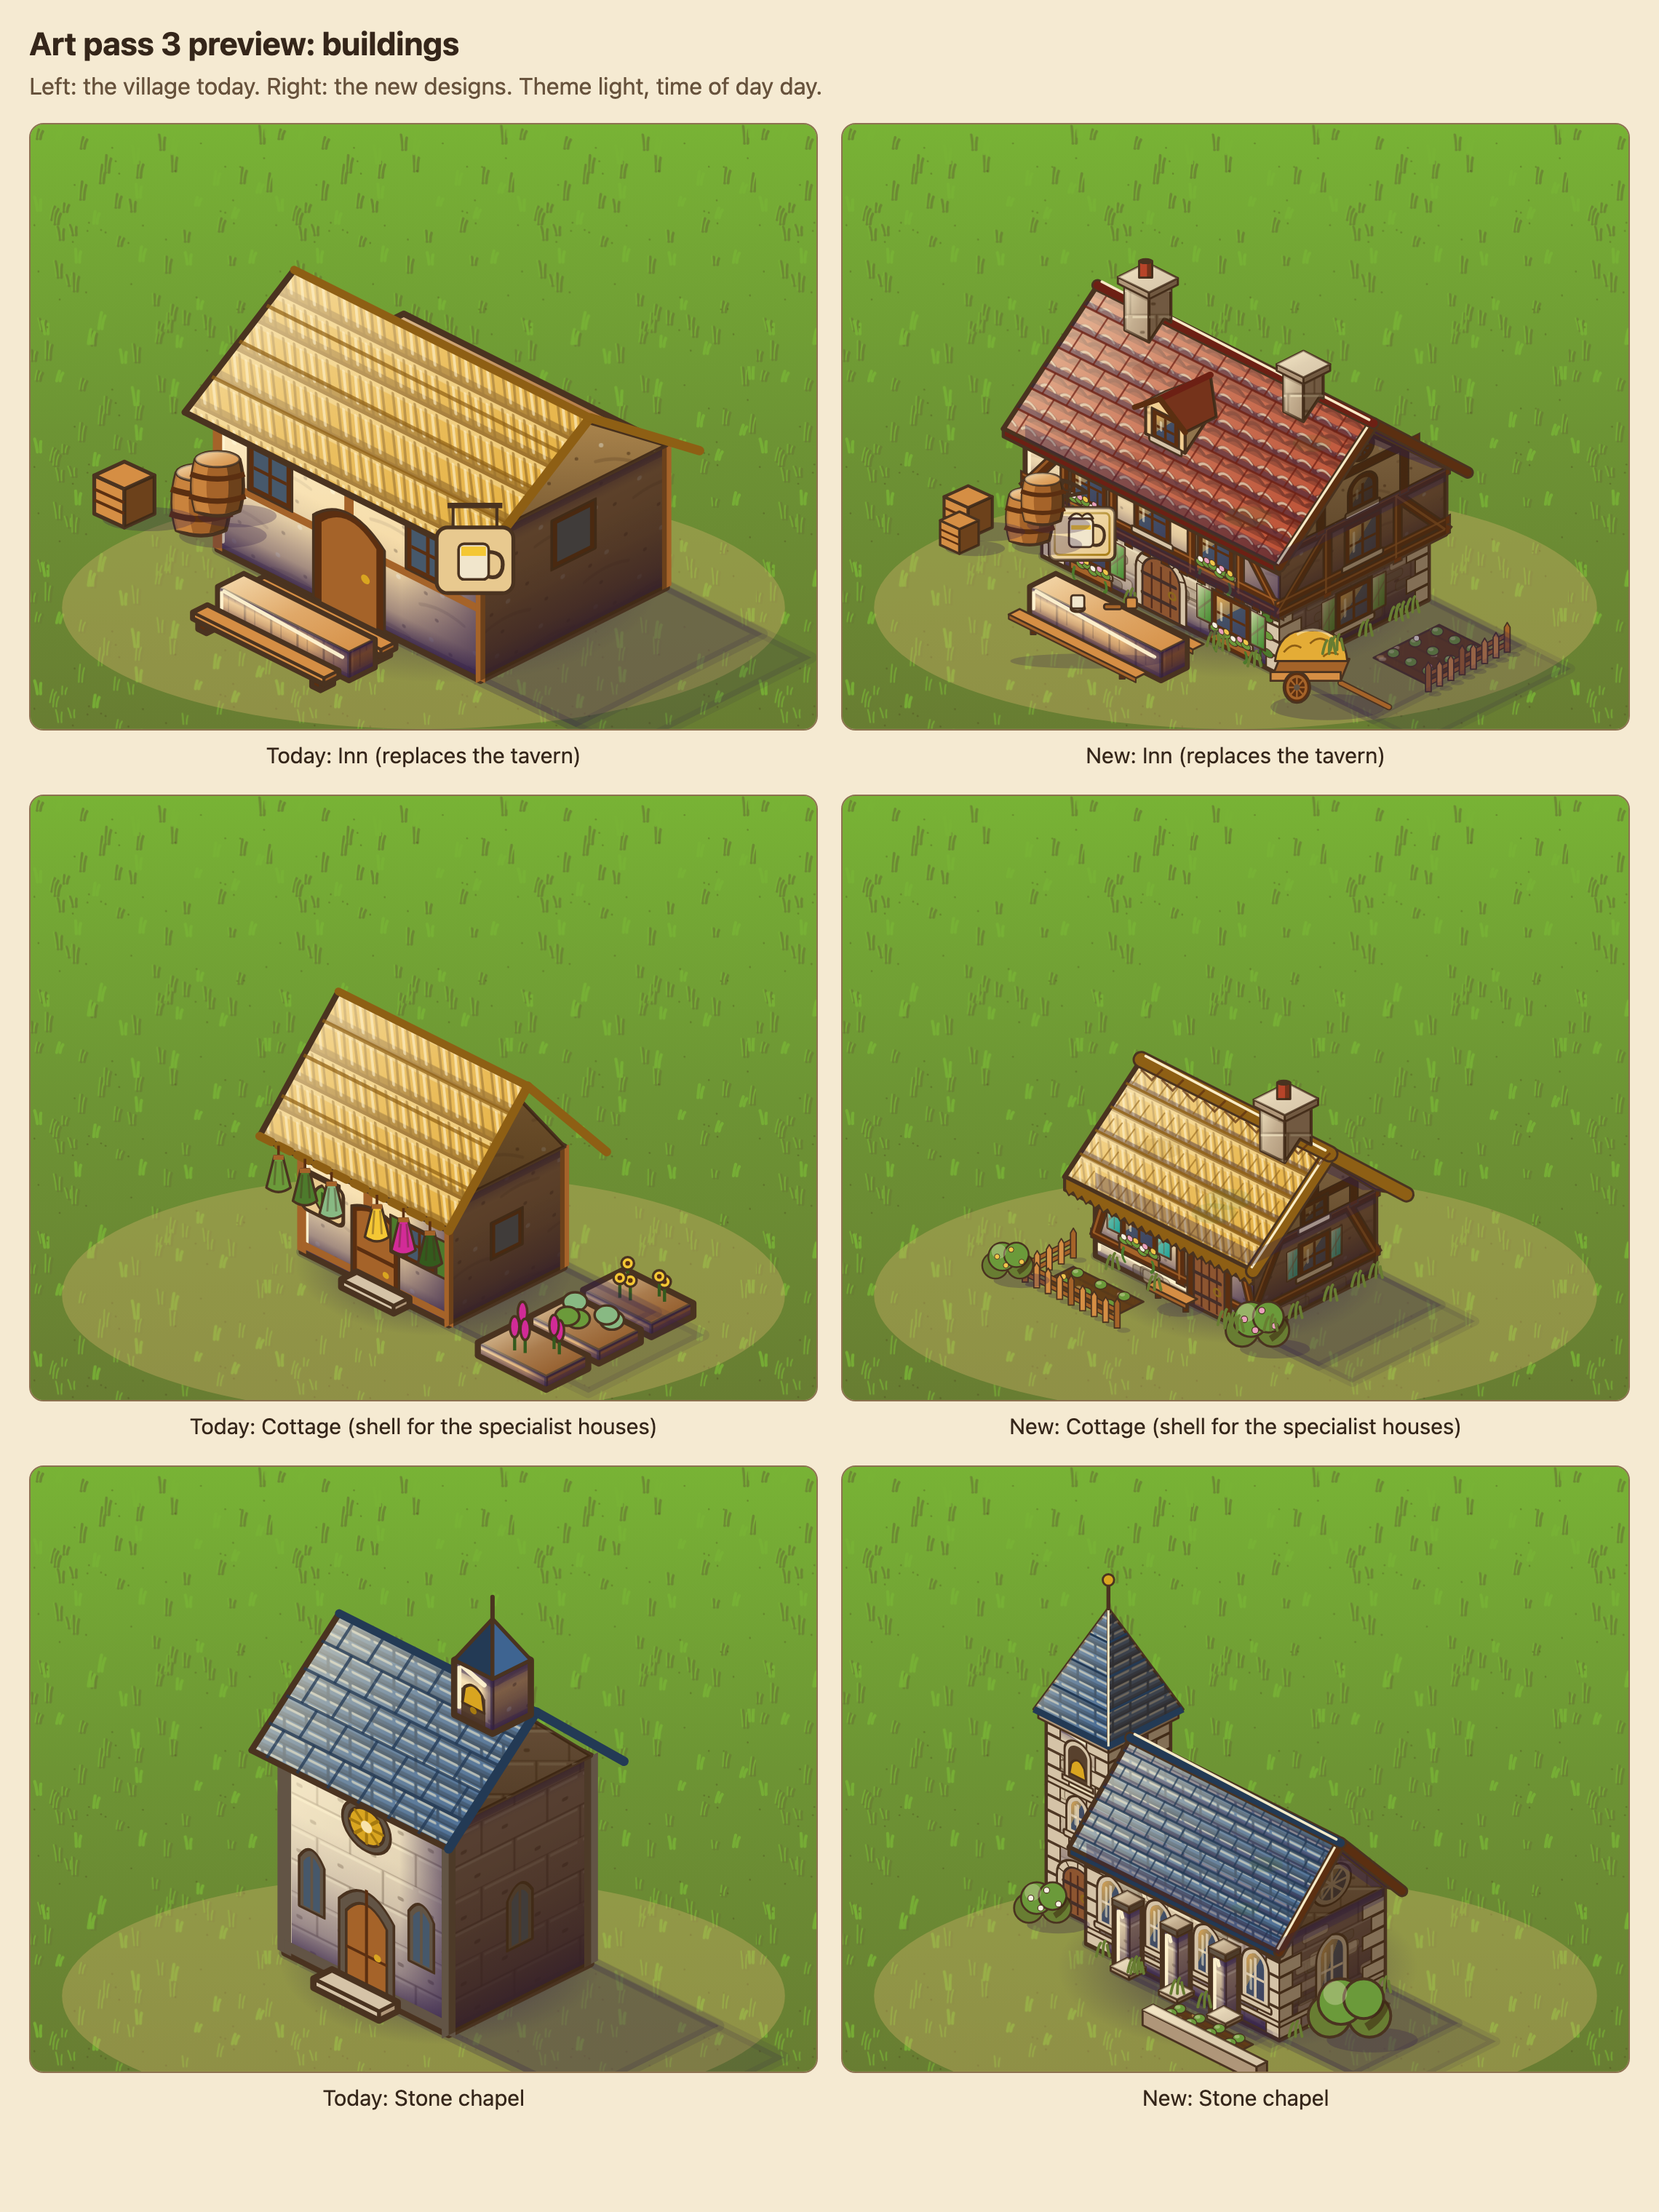 Art pass 3 preview: buildings
Left: the village today. Right: the new designs. Theme light, time of day day.
Today: Inn (replaces the tavern)
New: Inn (replaces the tavern)
Today: Cottage (shell for the specialist houses)
New: Cottage (shell for the specialist houses)
Today: Stone chapel
New: Stone chapel